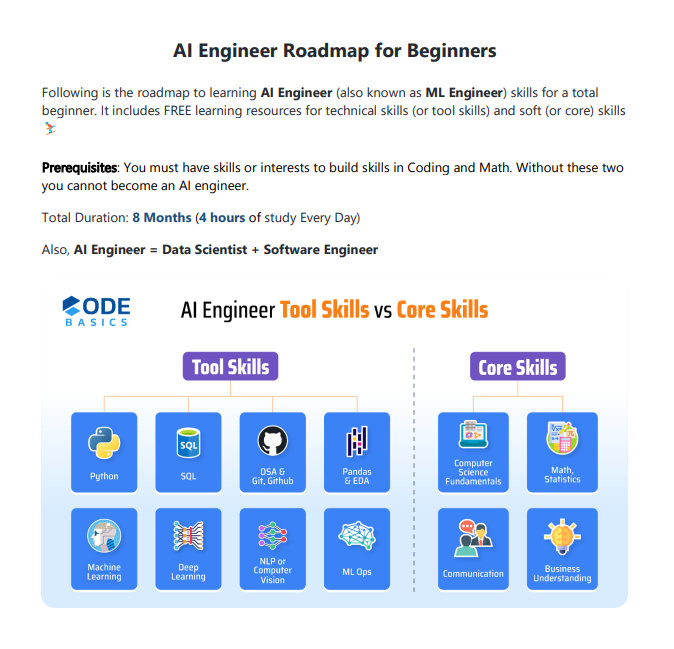 AI Engineer Roadmap for Beginners
Following is the roadmap to learning AI Engineer (also known as ML Engineer) skills for a total
beginner. It includes FREE learning resources for technical skills (or tool skills) and soft (or core) skills
Prerequisites: You must have skills or interests to build skills in Coding and Math. Without these two
you cannot become an AI engineer.
Total Duration: 8 Months (4 hours of study Every Day)
Also, AI Engineer = Data Scientist + Software Engineer
CODE
BASICS
AI Engineer Tool Skills vs Core Skills
Tool Skills
Core Skills
SQL
Python
SQL
DSA &
Git, Github
Pandas
& EDA
Computer
Science
Fundamentals
Math,
Statistics
Machine
Learning
Deep
Learning
NLP or
Computer
Vision
ML Ops
Communication
Business
Understanding